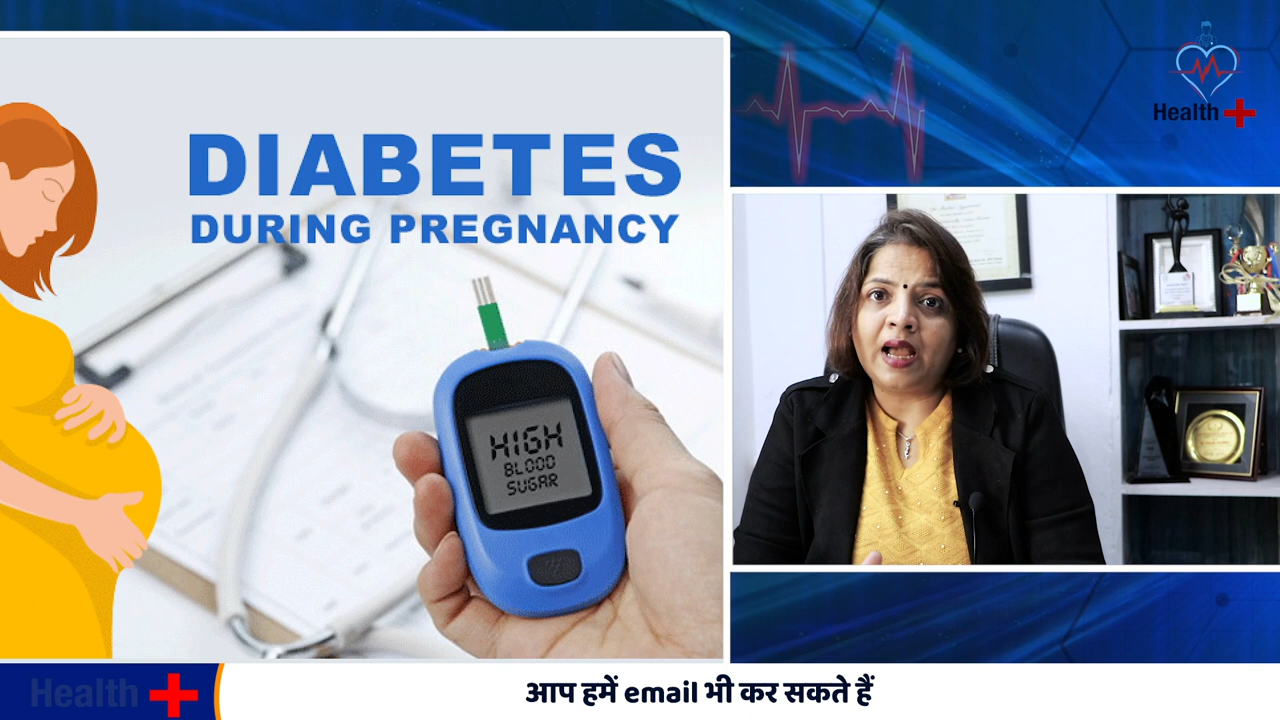 DIABETES
DURING PREGNANCY
HIGH
BLOOD
SUGAR
Health
Health
आप हमें email भी कर सकते हैं